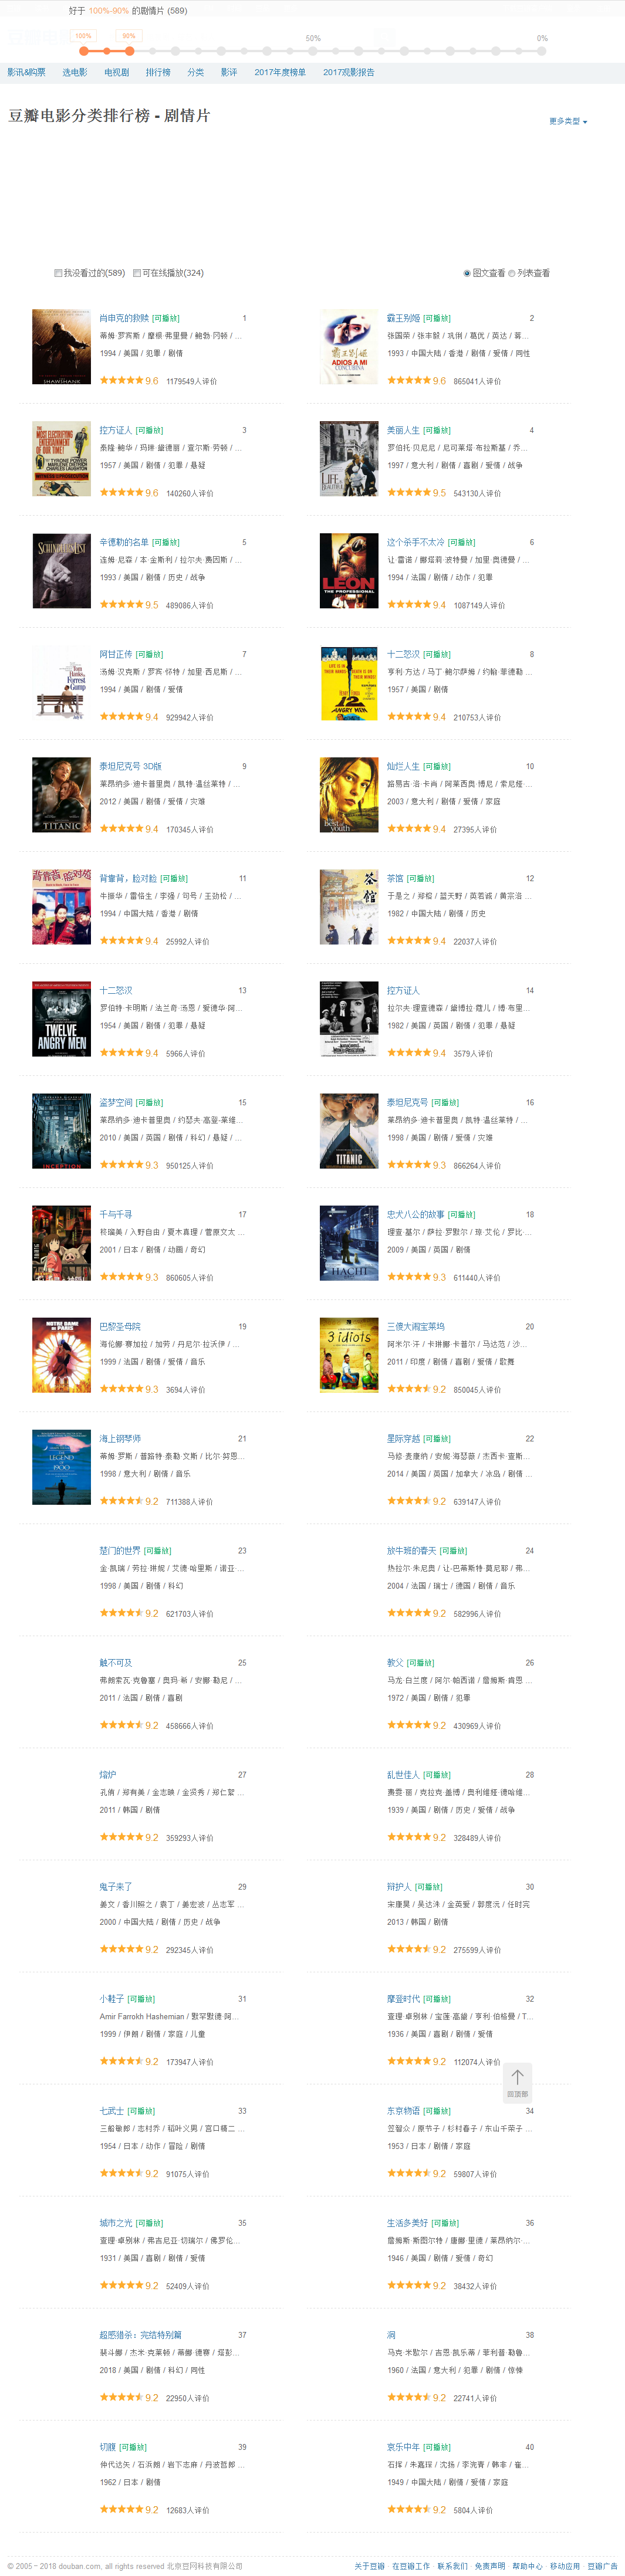 好于 100%-90% 的剧情片 (589)
100% 90% 50% 0%
影讯&购票 选电影 电视剧 排行榜 分类 影评 2017年度榜单 2017观影报告
豆瓣电影分类排行榜 - 剧情片
更多类型
我没看过的(589) 可在线播放(324) 图文查看 列表查看
肖申克的救赎 [可播放] 1
蒂姆·罗宾斯 / 摩根·弗里曼 / 鲍勃·冈顿 / ...
1994 / 美国 / 犯罪 / 剧情
9.6 1179549人评价
霸王别姬 [可播放] 2
张国荣 / 张丰毅 / 巩俐 / 葛优 / 英达 / 蒋...
1993 / 中国大陆 / 香港 / 剧情 / 爱情 / 同性
9.6 865041人评价
控方证人 [可播放] 3
泰隆·鲍华 / 玛琳·黛德丽 / 查尔斯·劳顿 / ...
1957 / 美国 / 剧情 / 犯罪 / 悬疑
9.6 140260人评价
美丽人生 [可播放] 4
罗伯托·贝尼尼 / 尼可莱塔·布拉斯基 / 乔...
1997 / 意大利 / 剧情 / 喜剧 / 爱情 / 战争
9.5 543130人评价
辛德勒的名单 [可播放] 5
连姆·尼森 / 本·金斯利 / 拉尔夫·费因斯 / ...
1993 / 美国 / 剧情 / 历史 / 战争
9.5 489086人评价
这个杀手不太冷 [可播放] 6
让·雷诺 / 娜塔莉·波特曼 / 加里·奥德曼 / ...
1994 / 法国 / 剧情 / 动作 / 犯罪
9.4 1087149人评价
阿甘正传 [可播放] 7
汤姆·汉克斯 / 罗宾·怀特 / 加里·西尼斯 / ...
1994 / 美国 / 剧情 / 爱情
9.4 929942人评价
十二怒汉 [可播放] 8
亨利·方达 / 马丁·鲍尔萨姆 / 约翰·菲德勒 ...
1957 / 美国 / 剧情
9.4 210753人评价
泰坦尼克号 3D版 9
莱昂纳多·迪卡普里奥 / 凯特·温丝莱特 / ...
2012 / 美国 / 剧情 / 爱情 / 灾难
9.4 170345人评价
灿烂人生 [可播放] 10
路易吉·洛·卡肖 / 阿莱西奥·博尼 / 索尼娅·...
2003 / 意大利 / 剧情 / 爱情 / 家庭
9.4 27395人评价
背靠背，脸对脸 [可播放] 11
牛振华 / 雷恪生 / 李强 / 句号 / 王劲松 / ...
1994 / 中国大陆 / 香港 / 剧情
9.4 25992人评价
茶馆 [可播放] 12
于是之 / 郑榕 / 蓝天野 / 英若诚 / 黄宗洛 ...
1982 / 中国大陆 / 剧情 / 历史
9.4 22037人评价
十二怒汉 13
罗伯特·卡明斯 / 法兰奇·汤恩 / 爱德华·阿...
1954 / 美国 / 剧情 / 犯罪 / 悬疑
9.4 5966人评价
控方证人 14
拉尔夫·理查德森 / 黛博拉·蔻儿 / 博·布里...
1982 / 美国 / 英国 / 剧情 / 犯罪 / 悬疑
9.4 3579人评价
盗梦空间 [可播放] 15
莱昂纳多·迪卡普里奥 / 约瑟夫·高登-莱维...
2010 / 美国 / 英国 / 剧情 / 科幻 / 悬疑 / ...
9.3 950125人评价
泰坦尼克号 [可播放] 16
莱昂纳多·迪卡普里奥 / 凯特·温丝莱特 / ...
1998 / 美国 / 剧情 / 爱情 / 灾难
9.3 866264人评价
千与千寻 17
柊瑠美 / 入野自由 / 夏木真理 / 菅原文太 ...
2001 / 日本 / 剧情 / 动画 / 奇幻
9.3 860605人评价
忠犬八公的故事 [可播放] 18
理查·基尔 / 萨拉·罗默尔 / 琼·艾伦 / 罗比·...
2009 / 美国 / 英国 / 剧情
9.3 611440人评价
巴黎圣母院 19
海伦娜·赛加拉 / 加劳 / 丹尼尔·拉沃伊 / ...
1999 / 法国 / 剧情 / 爱情 / 音乐
9.3 3694人评价
三傻大闹宝莱坞 20
阿米尔·汗 / 卡琳娜·卡普尔 / 马达范 / 沙...
2011 / 印度 / 剧情 / 喜剧 / 爱情 / 歌舞
9.2 850045人评价
海上钢琴师 21
蒂姆·罗斯 / 普路特·泰勒·文斯 / 比尔·努恩...
1998 / 意大利 / 剧情 / 音乐
9.2 711388人评价
星际穿越 [可播放] 22
马修·麦康纳 / 安妮·海瑟薇 / 杰西卡·查斯...
2014 / 美国 / 英国 / 加拿大 / 冰岛 / 剧情 ...
9.2 639147人评价
楚门的世界 [可播放] 23
金·凯瑞 / 劳拉·琳妮 / 艾德·哈里斯 / 诺亚·...
1998 / 美国 / 剧情 / 科幻
9.2 621703人评价
放牛班的春天 [可播放] 24
热拉尔·朱尼奥 / 让-巴蒂斯特·莫尼耶 / 弗...
2004 / 法国 / 瑞士 / 德国 / 剧情 / 音乐
9.2 582996人评价
触不可及 25
弗朗索瓦·克鲁塞 / 奥玛·希 / 安娜·勒尼 / ...
2011 / 法国 / 剧情 / 喜剧
9.2 458666人评价
教父 [可播放] 26
马龙·白兰度 / 阿尔·帕西诺 / 詹姆斯·肯恩 ...
1972 / 美国 / 剧情 / 犯罪
9.2 430969人评价
熔炉 27
孔侑 / 郑有美 / 金志映 / 金贤秀 / 郑仁絮 ...
2011 / 韩国 / 剧情
9.2 359293人评价
乱世佳人 [可播放] 28
费雯·丽 / 克拉克·盖博 / 奥利维娅·德哈维...
1939 / 美国 / 剧情 / 历史 / 爱情 / 战争
9.2 328489人评价
鬼子来了 29
姜文 / 香川照之 / 袁丁 / 姜宏波 / 丛志军 ...
2000 / 中国大陆 / 剧情 / 历史 / 战争
9.2 292345人评价
辩护人 [可播放] 30
宋康昊 / 吴达洙 / 金英爱 / 郭度沅 / 任时完
2013 / 韩国 / 剧情
9.2 275599人评价
小鞋子 [可播放] 31
Amir Farrokh Hashemian / 默罕默德·阿...
1999 / 伊朗 / 剧情 / 家庭 / 儿童
9.2 173947人评价
摩登时代 [可播放] 32
查理·卓别林 / 宝莲·高黛 / 亨利·伯格曼 / T...
1936 / 美国 / 喜剧 / 剧情 / 爱情
9.2 112074人评价
回顶部
七武士 [可播放] 33
三船敏郎 / 志村乔 / 稻叶义男 / 宫口精二 ...
1954 / 日本 / 动作 / 冒险 / 剧情
9.2 91075人评价
东京物语 [可播放] 34
笠智众 / 原节子 / 杉村春子 / 东山千荣子 ...
1953 / 日本 / 剧情 / 家庭
9.2 59807人评价
城市之光 [可播放] 35
查理·卓别林 / 弗吉尼亚·切瑞尔 / 佛罗伦...
1931 / 美国 / 喜剧 / 剧情 / 爱情
9.2 52409人评价
生活多美好 [可播放] 36
詹姆斯·斯图尔特 / 唐娜·里德 / 莱昂纳尔·...
1946 / 美国 / 剧情 / 爱情 / 奇幻
9.2 38432人评价
超感猎杀：完结特别篇 37
裴斗娜 / 杰米·克莱顿 / 蒂娜·德赛 / 塔彭...
2018 / 美国 / 剧情 / 科幻 / 同性
9.2 22950人评价
洞 38
马克·米歇尔 / 吉恩·凯乐蒂 / 菲利普·勒鲁...
1960 / 法国 / 意大利 / 犯罪 / 剧情 / 惊悚
9.2 22741人评价
切腹 [可播放] 39
仲代达矢 / 石浜朗 / 岩下志麻 / 丹波哲郎 ...
1962 / 日本 / 剧情
9.2 12683人评价
哀乐中年 [可播放] 40
石挥 / 朱嘉琛 / 沈扬 / 李浣青 / 韩非 / 崔...
1949 / 中国大陆 / 剧情 / 爱情 / 家庭
9.2 5804人评价
© 2005－2018 douban.com, all rights reserved 北京豆网科技有限公司
关于豆瓣 · 在豆瓣工作 · 联系我们 · 免责声明 · 帮助中心 · 移动应用 · 豆瓣广告